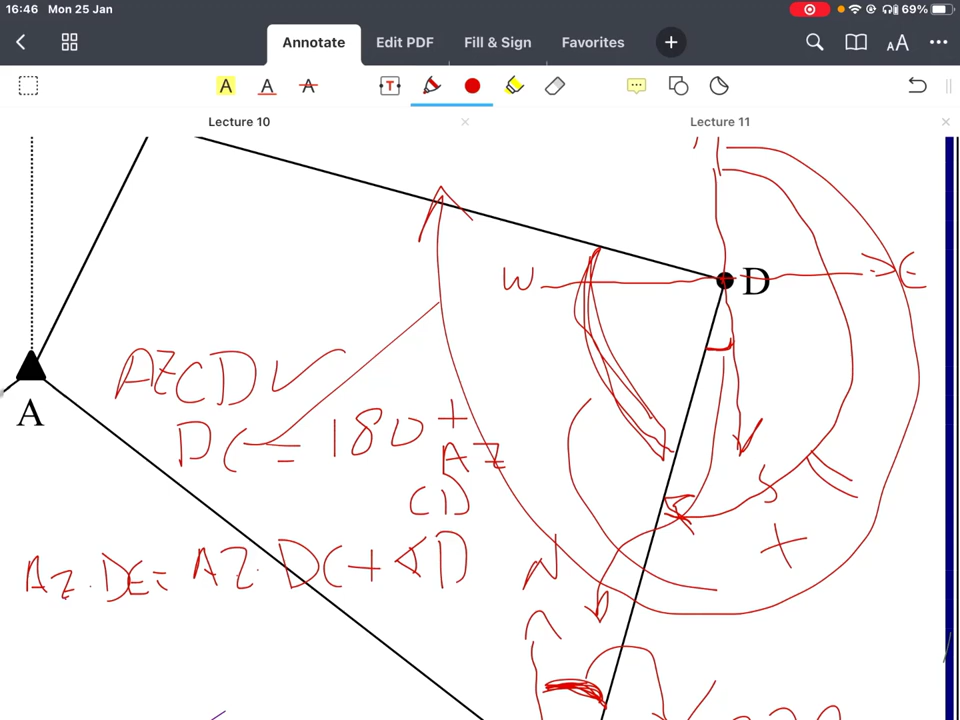 16:46 Mon 25 Jan 69%
Annotate Edit PDF Fill & Sign Favorites
A A A T
Lecture 10 Lecture 11
W D E
A
AZCD
DC = 180 + AZ
CD
S
AZ. DE = AZ. DC + ∢D N